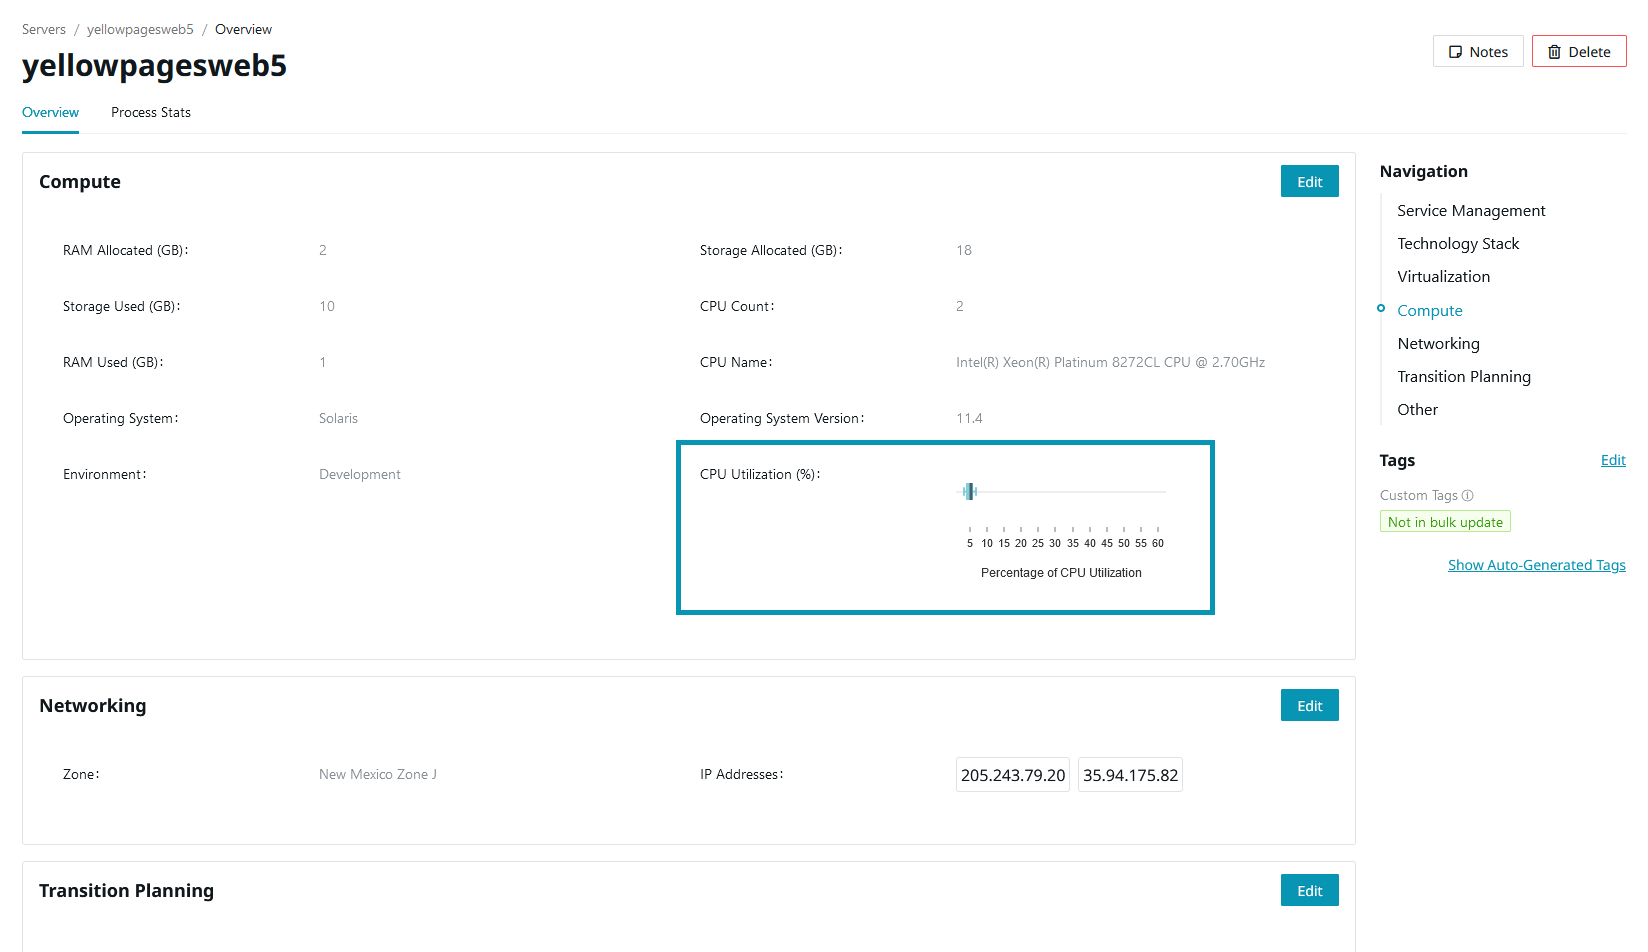 Servers / yellowpagesweb5 / Overview
yellowpagesweb5
Notes
Delete
Overview
Process Stats
Compute
Edit
RAM Allocated (GB): 2
Storage Allocated (GB): 18
Storage Used (GB): 10
CPU Count: 2
RAM Used (GB): 1
CPU Name: Intel(R) Xeon(R) Platinum 8272CL CPU @ 2.70GHz
Operating System: Solaris
Operating System Version: 11.4
Environment: Development
CPU Utilization (%):
5 10 15 20 25 30 35 40 45 50 55 60
Percentage of CPU Utilization
Networking
Edit
Zone: New Mexico Zone J
IP Addresses: 205.243.79.20 35.94.175.82
Transition Planning
Edit
Navigation
Service Management
Technology Stack
Virtualization
Compute
Networking
Transition Planning
Other
Tags
Edit
Custom Tags
Not in bulk update
Show Auto-Generated Tags